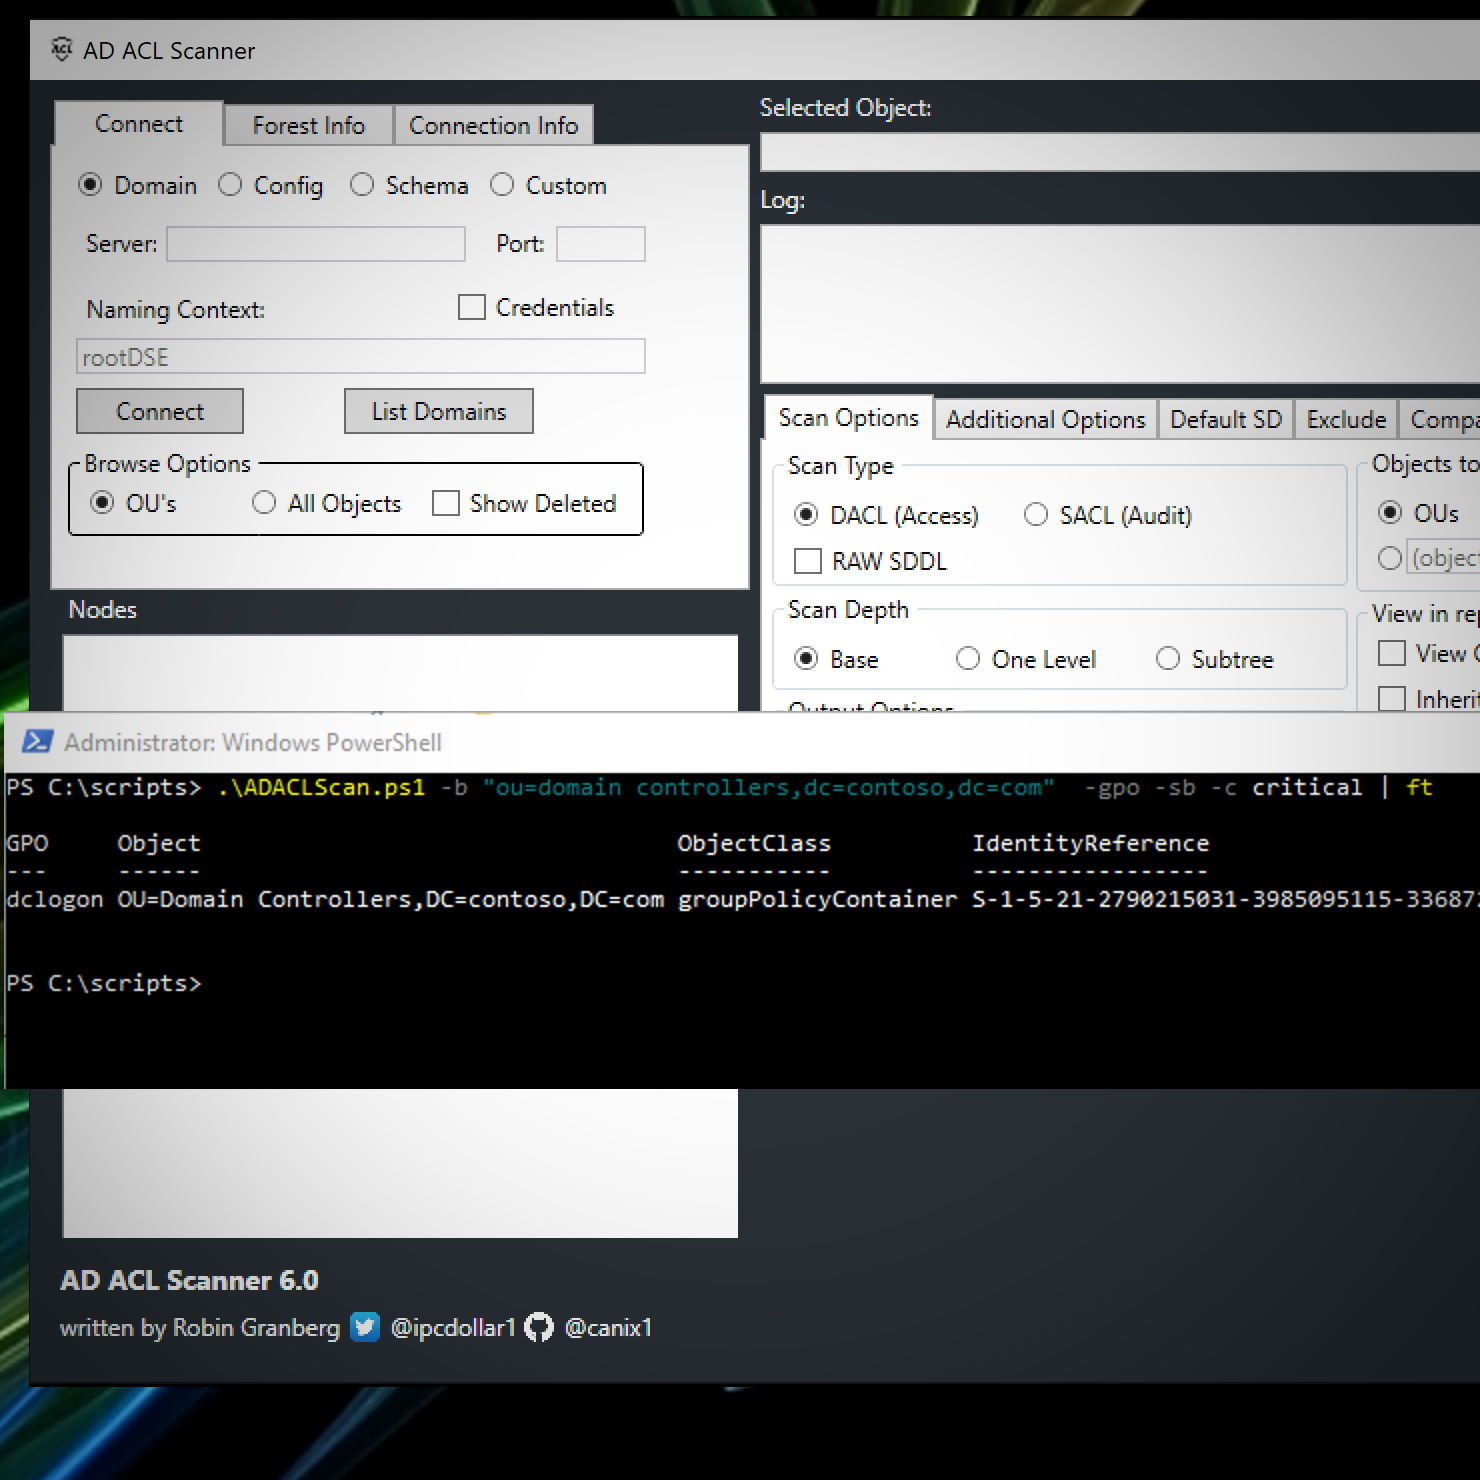 AD ACL Scanner
Connect
Forest Info
Connection Info
Domain
Config
Schema
Custom
Server:
Port:
Naming Context:
Credentials
rootDSE
Connect
List Domains
Browse Options
OU's
All Objects
Show Deleted
Nodes
Selected Object:
Log:
Scan Options
Additional Options
Default SD
Exclude
Compa
Scan Type
DACL (Access)
SACL (Audit)
RAW SDDL
Objects to
OUs
(object
Scan Depth
Base
One Level
Subtree
View in rep
View
Inherit
Output Options
Administrator: Windows PowerShell
PS C:\scripts> .\ADACLScan.ps1 -b "ou=domain controllers,dc=contoso,dc=com"  -gpo -sb -c critical | ft
GPO Object ObjectClass IdentityReference
--- ------ ----------- -----------------
dclogon OU=Domain Controllers,DC=contoso,DC=com groupPolicyContainer S-1-5-21-2790215031-3985095115-33687
PS C:\scripts>
AD ACL Scanner 6.0
written by Robin Granberg @ipcdollar1 @canix1